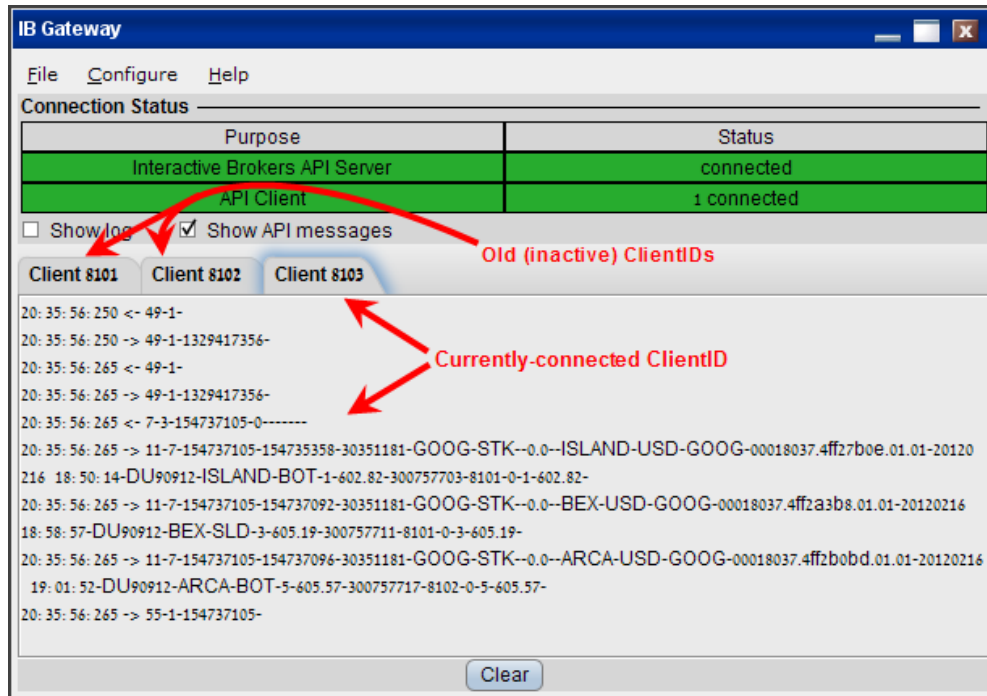 IB Gateway
File Configure Help
Connection Status
Purpose Status
Interactive Brokers API Server connected
API Client 1 connected
Show log Show API messages
Old (inactive) ClientIDs
Client 8101 Client 8102 Client 8103
20:35:56:250 <- 49-1-
20:35:56:250 -> 49-1-1329417356-
Currently-connected ClientID
20:35:56:265 <- 49-1-
20:35:56:265 -> 49-1-1329417356-
20:35:56:265 <- 7-3-154737105-0-------
20:35:56:265 -> 11-7-154737105-154735358-30351181-GOOG-STK--0.0--ISLAND-USD-GOOG-00018037.4ff27b0e.01.01-20120
216 18:50:14-DU90912-ISLAND-BOT-1-602.82-300757703-8101-0-1-602.82-
20:35:56:265 -> 11-7-154737105-154737092-30351181-GOOG-STK--0.0--BEX-USD-GOOG-00018037.4ff2a3b8.01.01-20120216
18:58:57-DU90912-BEX-SLD-3-605.19-300757711-8101-0-3-605.19-
20:35:56:265 -> 11-7-154737105-154737096-30351181-GOOG-STK--0.0--ARCA-USD-GOOG-00018037.4ff2b0bd.01.01-20120216
19:01:52-DU90912-ARCA-BOT-5-605.57-300757717-8102-0-5-605.57-
20:35:56:265 -> 55-1-154737105-
Clear